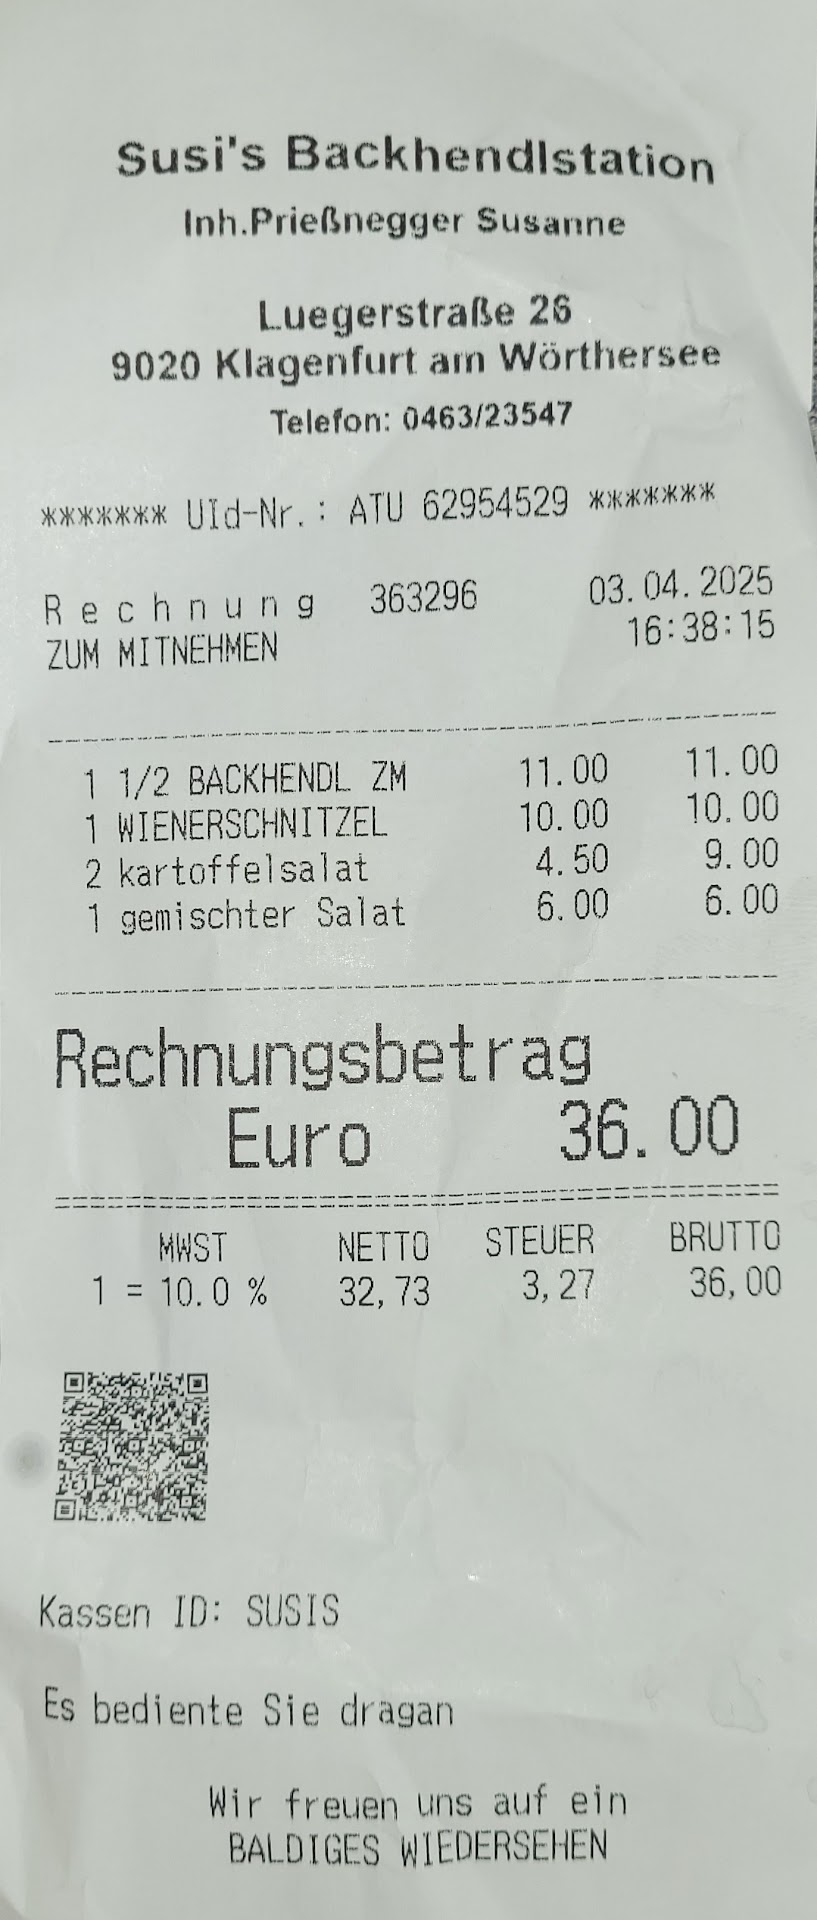 Susi's Backhendlstation
Inh.Prießnegger Susanne
Luegerstraße 26
9020 Klagenfurt am Wörthersee
Telefon: 0463/23547
******* UId-Nr.: ATU 62954529 *******
Rechnung 363296 03.04.2025
ZUM MITNEHMEN 16:38:15
1 1/2 BACKHENDL ZM 11.00 11.00
1 WIENERSCHNITZEL 10.00 10.00
2 kartoffelsalat 4.50 9.00
1 gemischter Salat 6.00 6.00
Rechnungsbetrag
Euro 36.00
MWST NETTO STEUER BRUTTO
1 = 10.0 % 32,73 3,27 36,00
Kassen ID: SUSIS
Es bediente Sie dragan
Wir freuen uns auf ein
BALDIGES WIEDERSEHEN